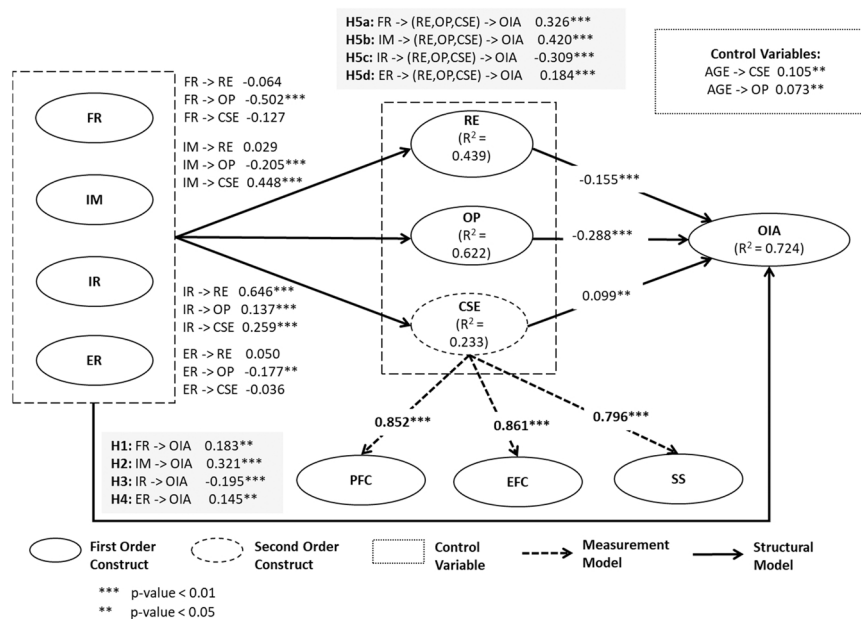 H5a: FR -> (RE,OP,CSE) -> OIA 0.326***
H5b: IM -> (RE,OP,CSE) -> OIA 0.420***
H5c: IR -> (RE,OP,CSE) -> OIA -0.309***
H5d: ER -> (RE,OP,CSE) -> OIA 0.184***
Control Variables:
AGE -> CSE 0.105**
AGE -> OP 0.073**
FR
IM
IR
ER
FR -> RE -0.064
FR -> OP -0.502***
FR -> CSE -0.127
IM -> RE 0.029
IM -> OP -0.205***
IM -> CSE 0.448***
IR -> RE 0.646***
IR -> OP 0.137***
IR -> CSE 0.259***
ER -> RE 0.050
ER -> OP -0.177**
ER -> CSE -0.036
RE
(R² =
0.439)
OP
(R² =
0.622)
CSE
(R² =
0.233)
-0.155***
-0.288***
0.099**
OIA
(R² = 0.724)
0.852***
0.861***
0.796***
PFC
EFC
SS
H1: FR -> OIA 0.183**
H2: IM -> OIA 0.321***
H3: IR -> OIA -0.195***
H4: ER -> OIA 0.145**
First Order
Construct
Second Order
Construct
Control
Variable
Measurement
Model
Structural
Model
*** p-value < 0.01
** p-value < 0.05